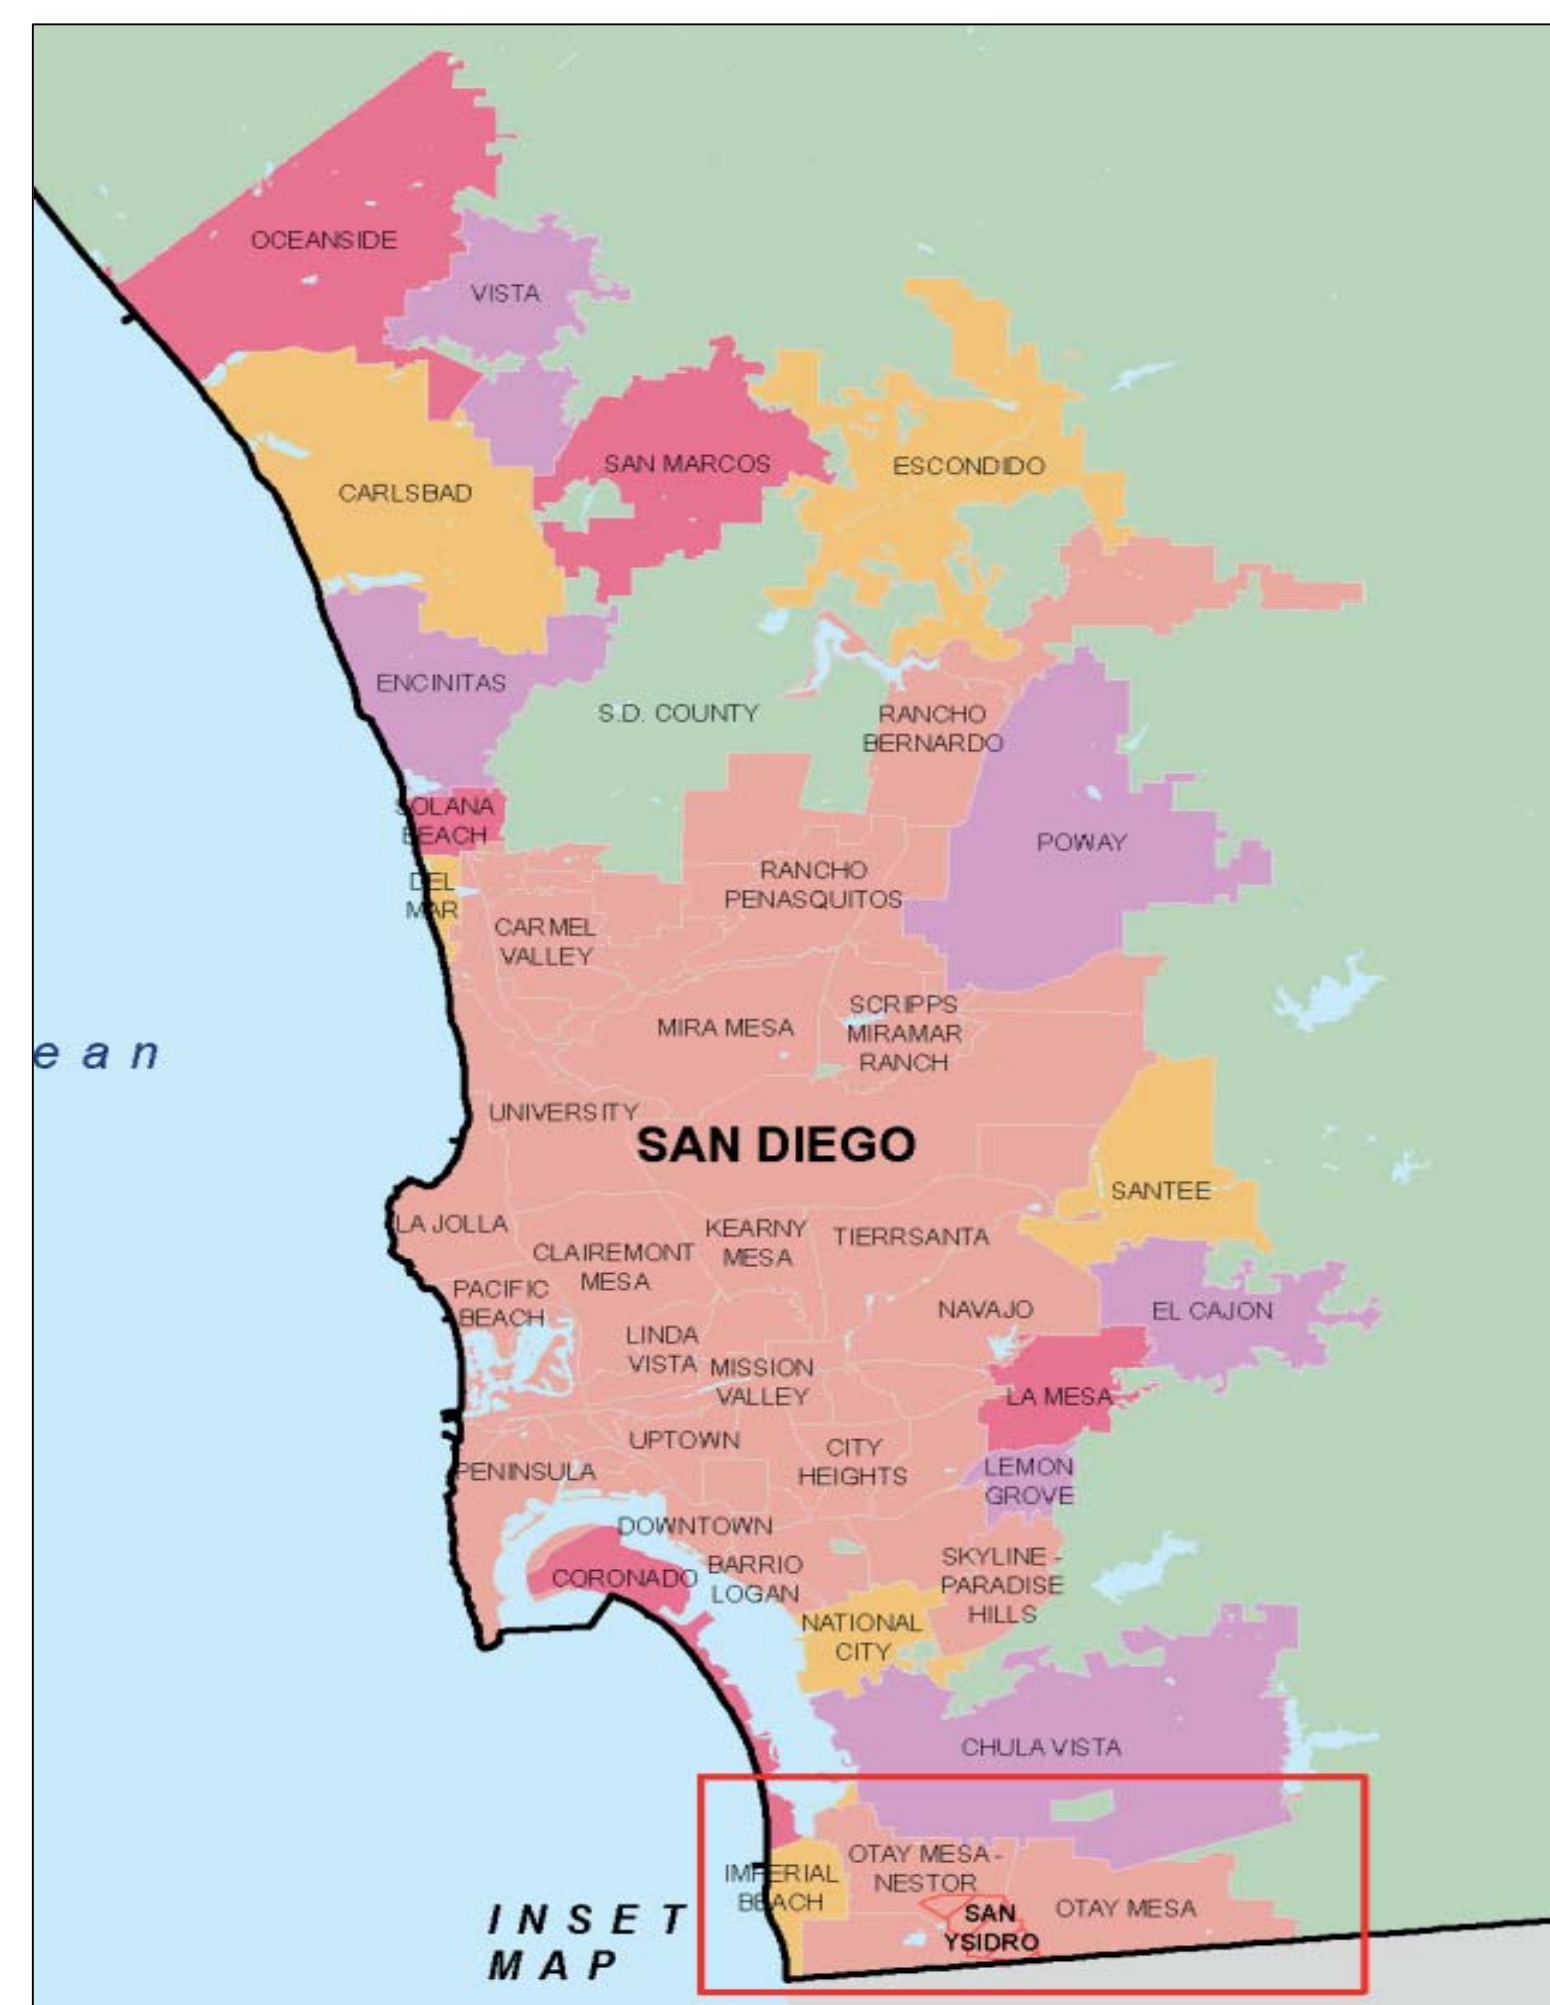 OCEANSIDE
VISTA
SAN MARCOS
ESCONDIDO
CARLSBAD
ENCINITAS
S.D. COUNTY
RANCHO
BERNARDO
SOLANA
BEACH
POWAY
DEL
MAR
RANCHO
PENASQUITOS
CARMEL
VALLEY
SCRIPPS
MIRAMAR
RANCH
MIRA MESA
ean
UNIVERSITY
SAN DIEGO
SANTEE
LA JOLLA
KEARNY
MESA
TIERRSANTA
CLAIREMONT
MESA
PACIFIC
BEACH
NAVAJO
EL CAJON
LINDA
VISTA
MISSION
VALLEY
LA MESA
UPTOWN
CITY
HEIGHTS
PENINSULA
LEMON
GROVE
DOWNTOWN
CORONADO
BARRIO
LOGAN
SKYLINE -
PARADISE
HILLS
NATIONAL
CITY
CHULA VISTA
OTAY MESA -
NESTOR
IMPERIAL
BEACH
OTAY MESA
SAN
YSIDRO
INSET
MAP